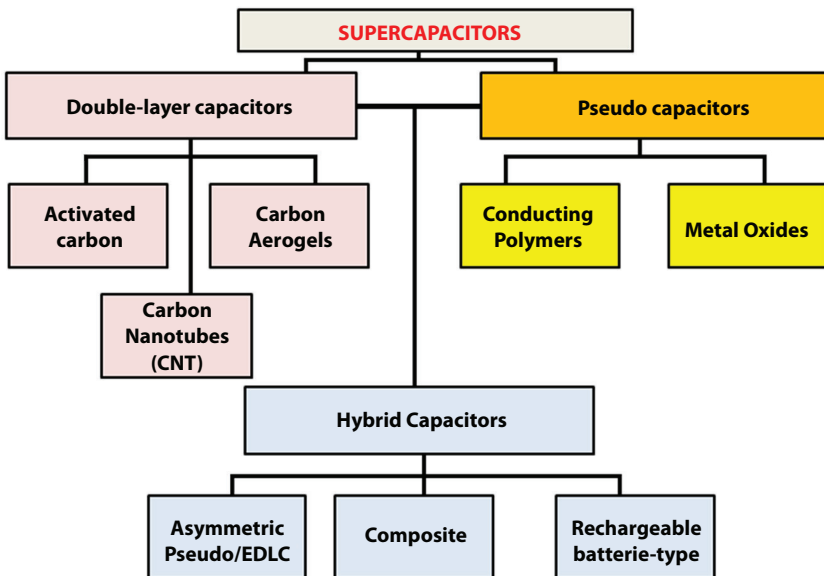 SUPERCAPACITORS
Double-layer capacitors
Pseudo capacitors
Activated
carbon
Carbon
Aerogels
Conducting
Polymers
Metal Oxides
Carbon
Nanotubes
(CNT)
Hybrid Capacitors
Asymmetric
Pseudo/EDLC
Composite
Rechargeable
batterie-type